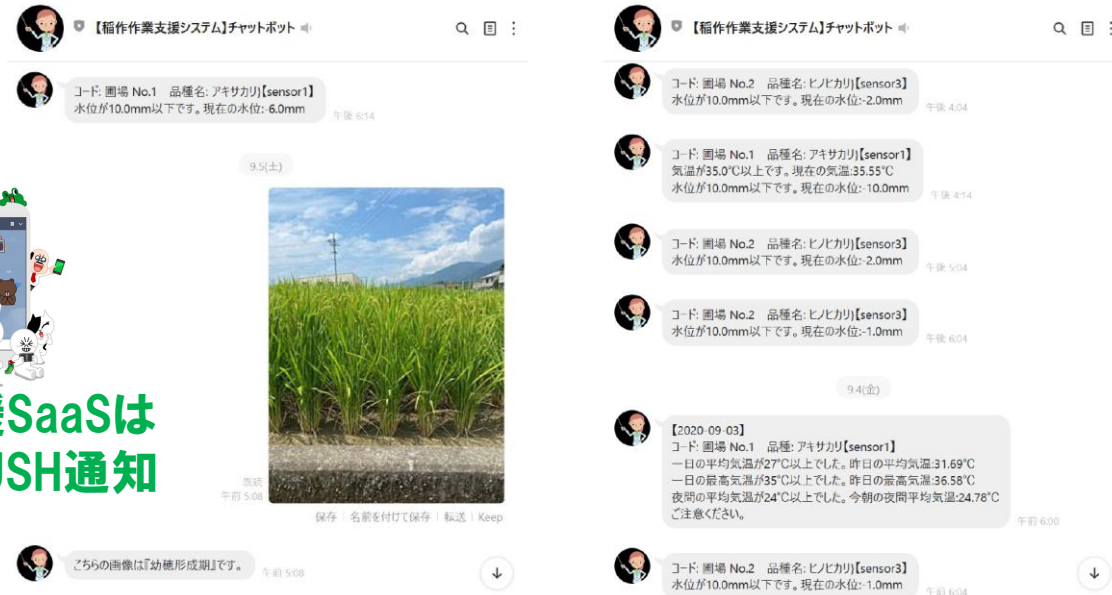 【稲作作業支援システム】チャットボット
コード: 圃場 No.1　品種名: アキサカリ【sensor1】
水位が10.0mm以下です。現在の水位:-6.0mm
午後 6:14
9.5(土)
援SaaSは
USH通知
既読
午前 5:08
保存 | 名前を付けて保存 | 転送 | Keep
こちらの画像は『幼穂形成期』です。
午前 5:08
【稲作作業支援システム】チャットボット
コード: 圃場 No.2　品種名: ヒノヒカリ【sensor3】
水位が10.0mm以下です。現在の水位:-2.0mm
午後 4:04
コード: 圃場 No.1　品種名: アキサカリ【sensor1】
気温が35.0℃以上です。現在の気温:35.55℃
水位が10.0mm以下です。現在の水位:-10.0mm
午後 4:14
コード: 圃場 No.2　品種名: ヒノヒカリ【sensor3】
水位が10.0mm以下です。現在の水位:-2.0mm
午後 5:04
コード: 圃場 No.2　品種名: ヒノヒカリ【sensor3】
水位が10.0mm以下です。現在の水位:-1.0mm
午後 6:04
9.4(金)
【2020-09-03】
コード: 圃場 No.1　品種: アキサカリ【sensor1】
一日の平均気温が27℃以上でした。昨日の平均気温:31.69℃
一日の最高気温が35℃以上でした。昨日の最高気温:36.58℃
夜間の平均気温が24℃以上でした。今朝の夜間平均気温:24.78℃
ご注意ください。
午前 6:00
コード: 圃場 No.2　品種名: ヒノヒカリ【sensor3】
水位が10.0mm以下です。現在の水位:-1.0mm
午前 6:04